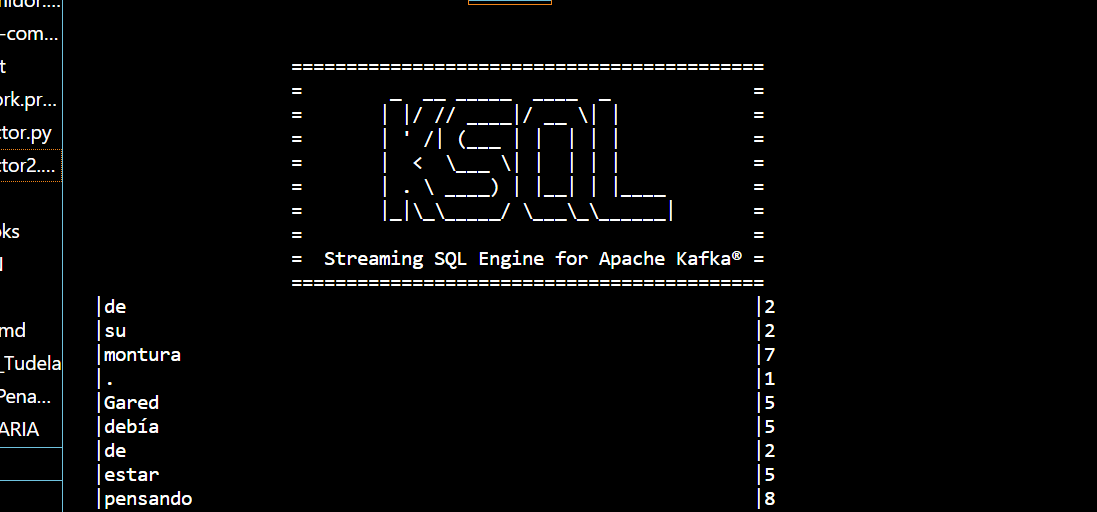 -com...
t
ork.pr...
ctor.py
ctor2....
oks
md
_Tudela
Pena...
ARIA
===========================================
=        _  __ _____  ____  _             =
=       | |/ // ____|/ __ \| |            =
=       | ' /| (___ | |  | | |            =
=       |  <  \___ \| |  | | |            =
=       | . \ ____) | |__| | |____        =
=       |_|\_\_____/ \___\_\______|       =
=                                         =
=  Streaming SQL Engine for Apache Kafka® =
===========================================
|de |2
|su |2
|montura |7
|. |1
|Gared |5
|debía |5
|de |2
|estar |5
|pensando |8